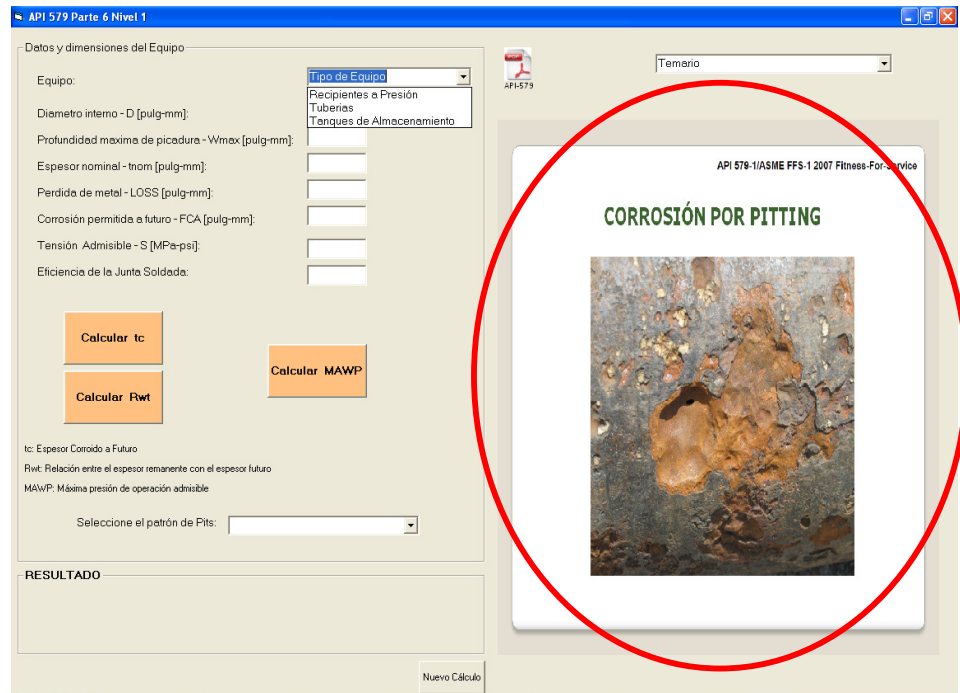 API 579 Parte 6 Nivel 1
Datos y dimensiones del Equipo
Equipo:
Tipo de Equipo
Recipientes a Presión
Tuberias
Tanques de Almacenamiento
Diametro interno - D [pulg-mm]:
Profundidad maxima de picadura - Wmax [pulg-mm]:
Espesor nominal - tnom [pulg-mm]:
Perdida de metal - LOSS [pulg-mm]:
Corrosión permitida a futuro - FCA [pulg-mm]:
Tensión Admisible - S [MPa-psi]:
Eficiencia de la Junta Soldada:
Calcular tc
Calcular Rwt
Calcular MAWP
tc: Espesor Corroido a Futuro
Rwt: Relación entre el espesor remanente con el espesor futuro
MAWP: Máxima presión de operación admisible
Seleccione el patrón de Pits:
RESULTADO
Nuevo Cálculo
API-579
Temario
API 579-1/ASME FFS-1 2007 Fitness-For-Service
CORROSIÓN POR PITTING